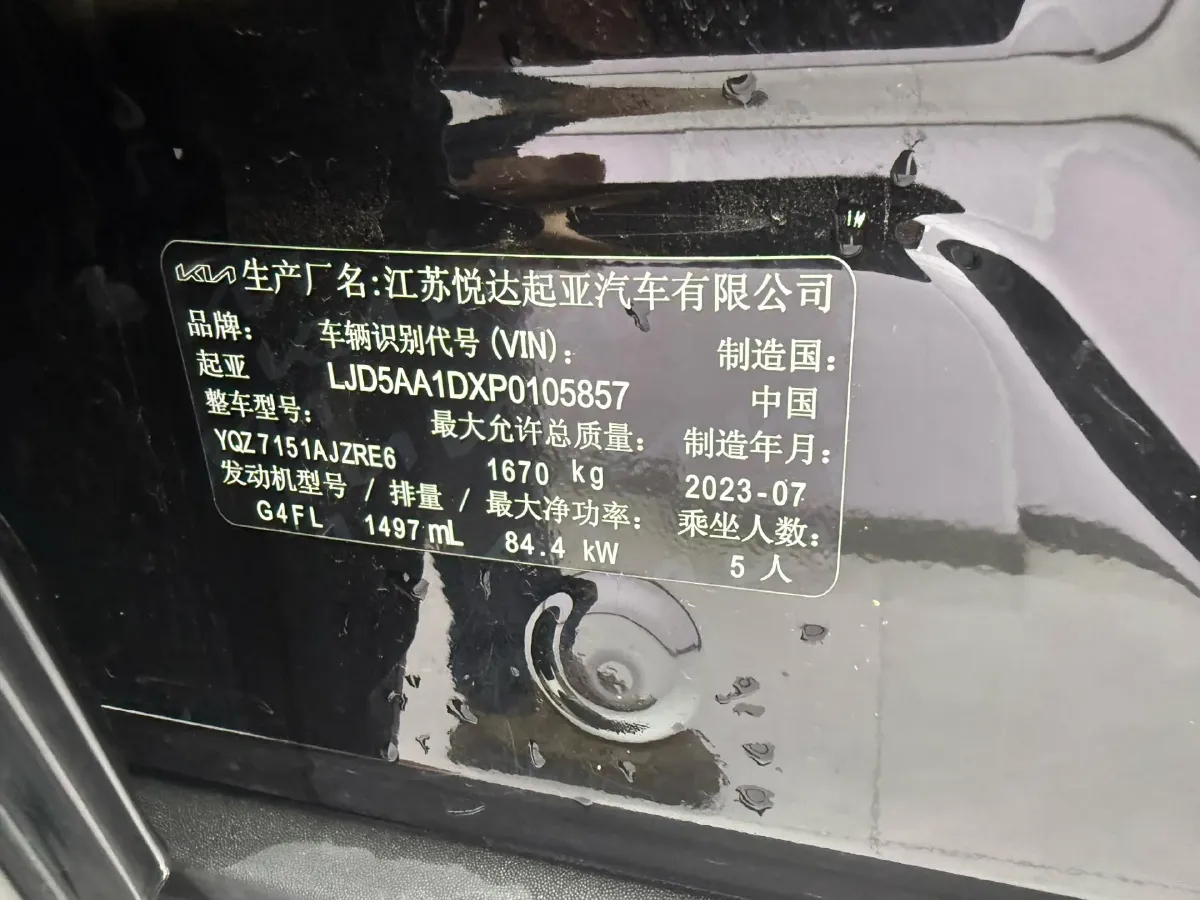 KIA 生产厂名:江苏悦达起亚汽车有限公司
品牌: 车辆识别代号 (VIN): 制造国:
起亚 LJD5AA1DXP0105857 中国
整车型号: 最大允许总质量: 制造年月:
YQZ7151AJZRE6 1670 kg 2023-07
发动机型号 / 排量 / 最大净功率: 乘坐人数:
G4FL 1497 mL 84.4 kW 5 人